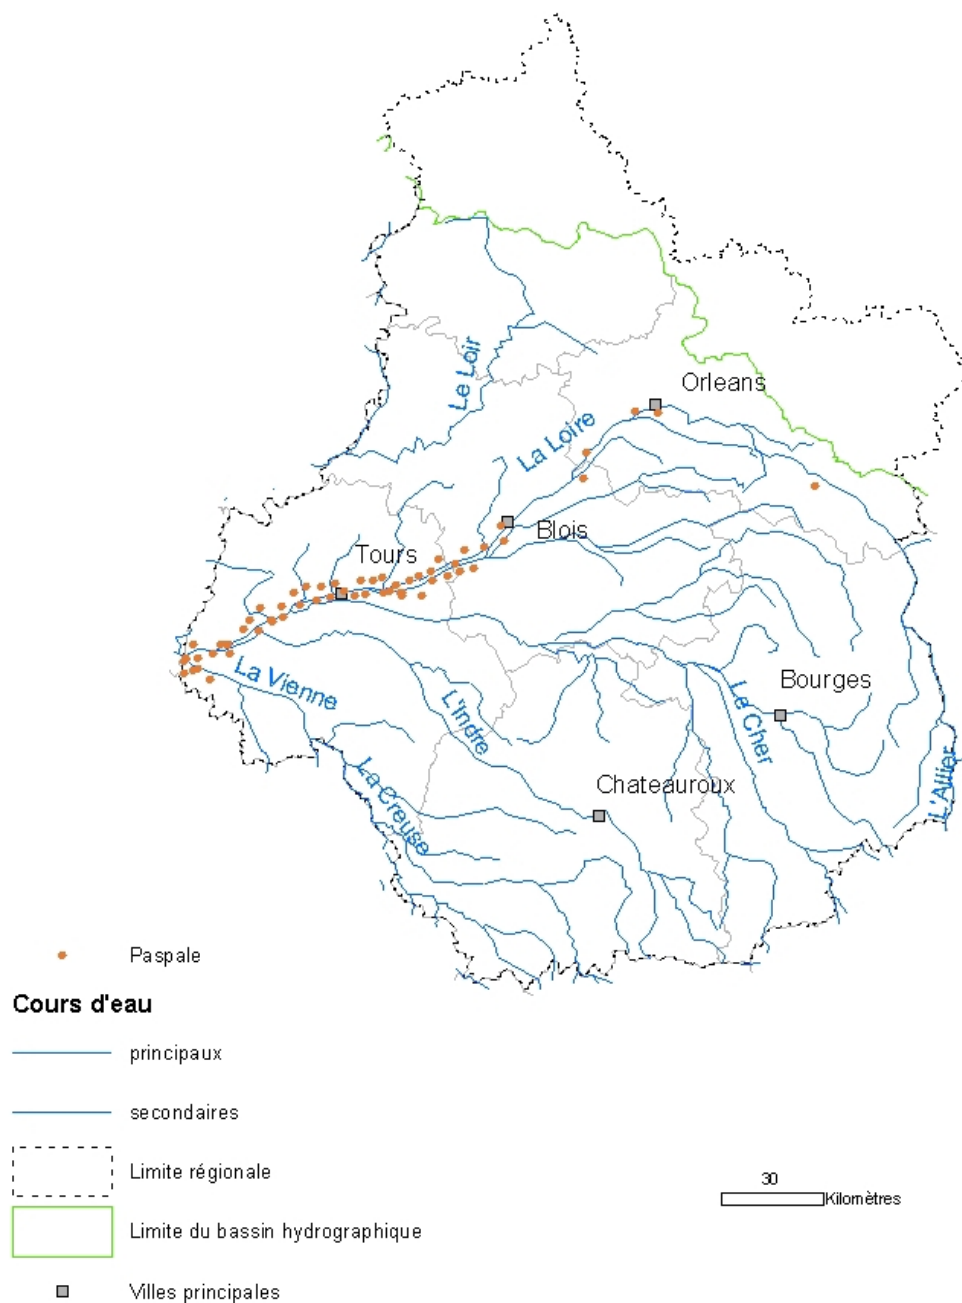 Orleans
Le Loir
La Loire
Blois
Tours
La Vienne
L'Indre
Bourges
Le Cher
Chateauroux
La Creuse
L'Allier
Paspale
Cours d'eau
principaux
secondaires
Limite régionale
30
Kilomètres
Limite du bassin hydrographique
Villes principales